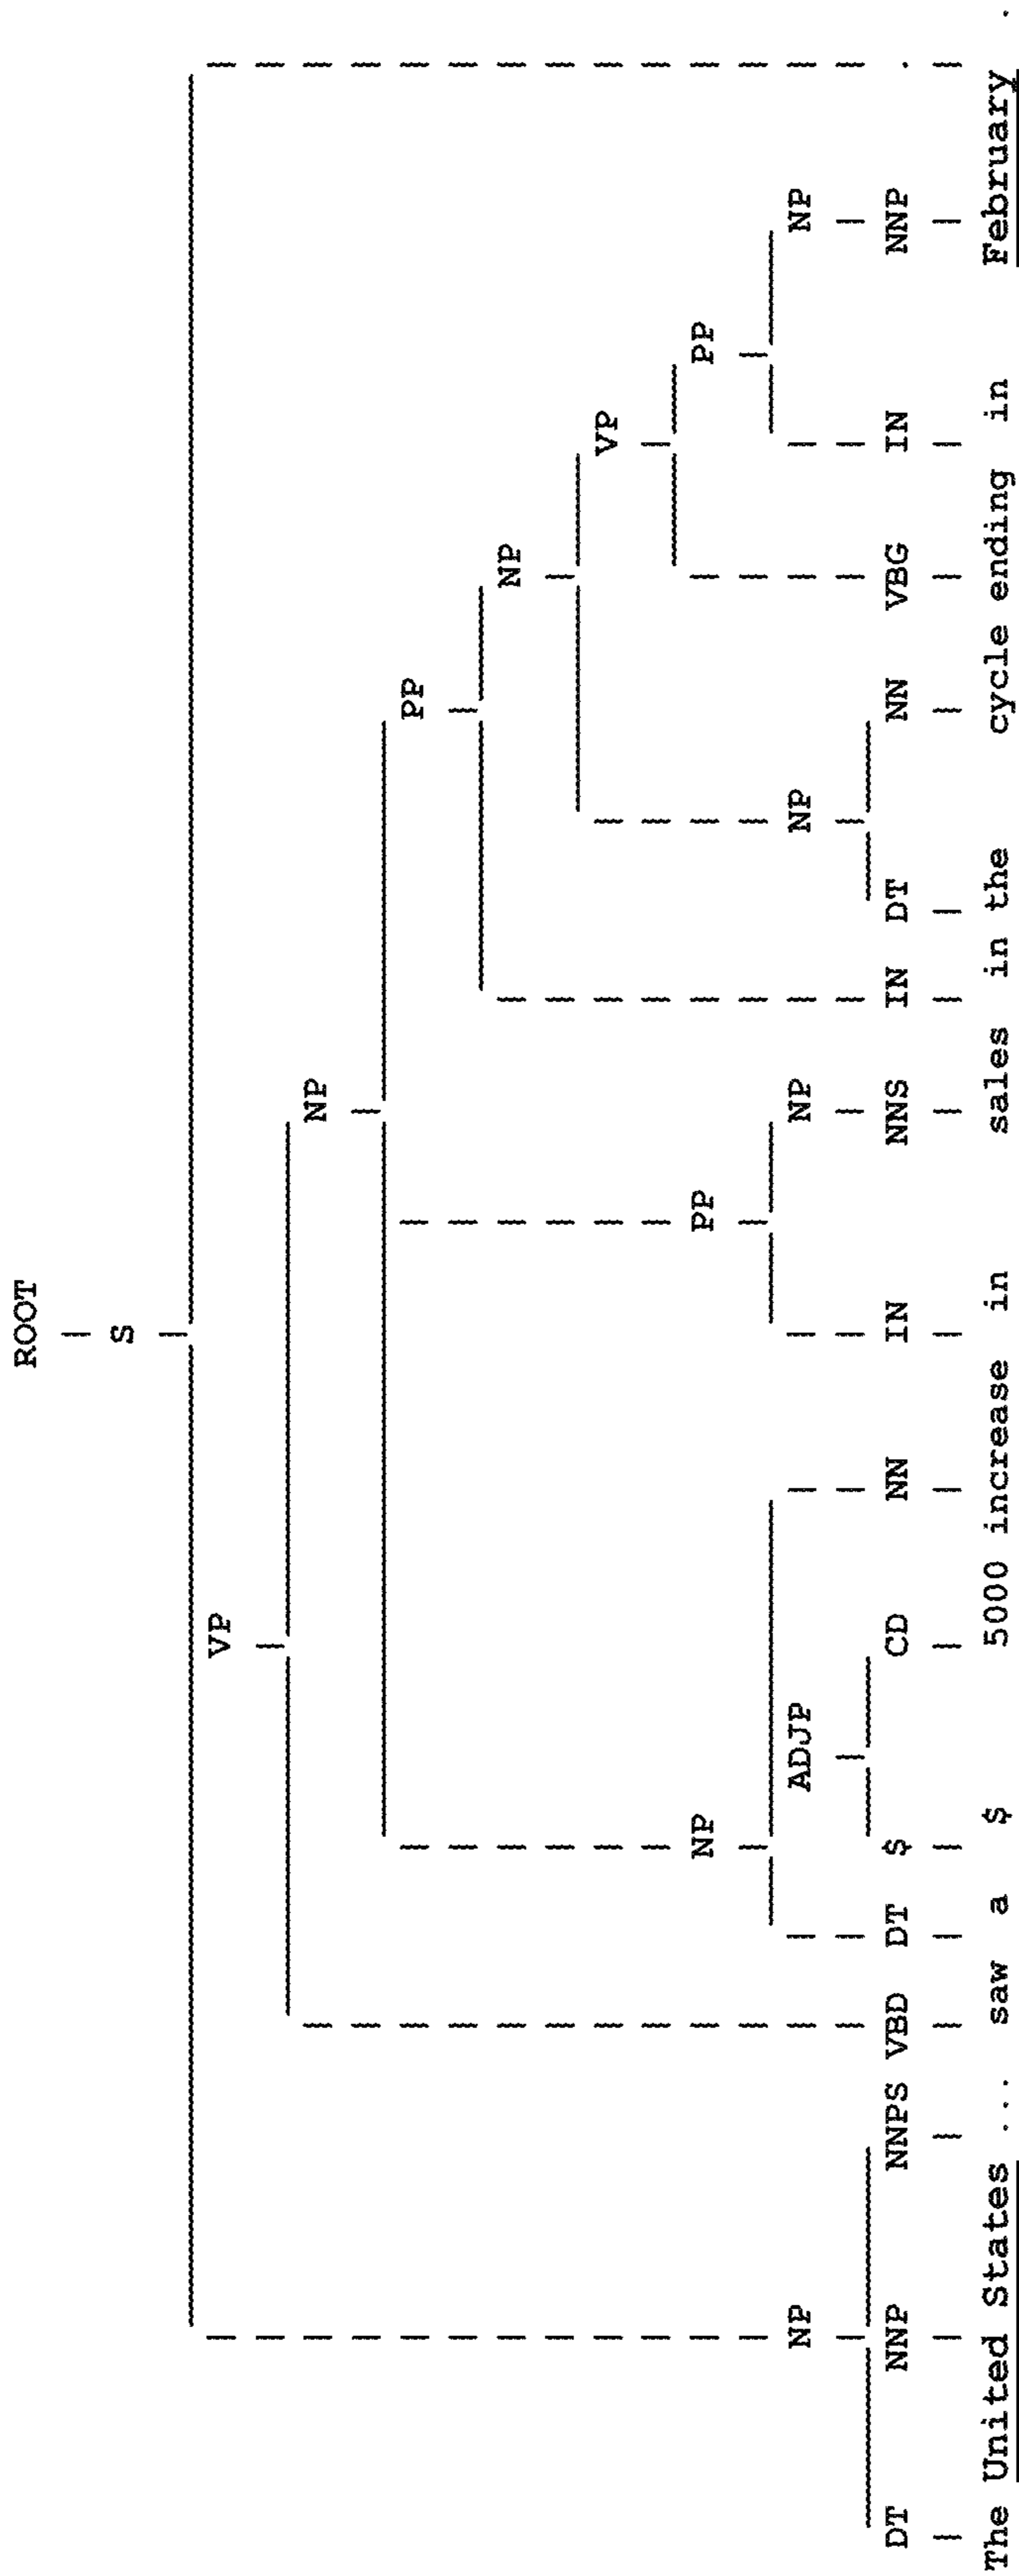 ROOT
S
VP
NP
PP
NP
VP
NP PP PP
NP ADJP NP NP NP
DT NNP NNPS VBD DT $ CD NN IN NNS IN DT NN VBG IN NNP .
The United States ... saw a $ 5000 increase in sales in the cycle ending in February .